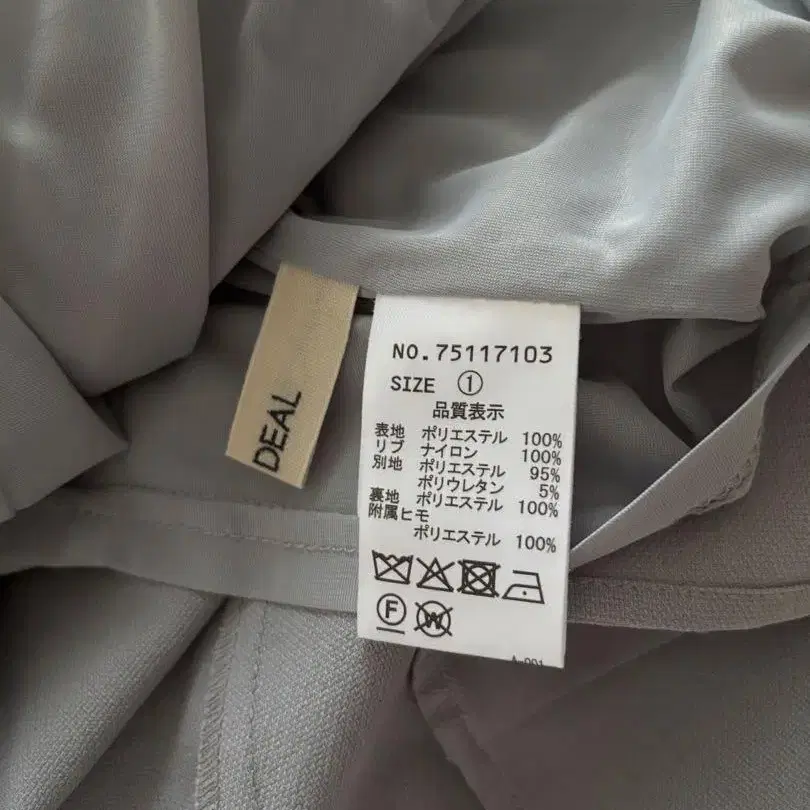 DEAL
NO.75117103
SIZE ①
品質表示
表地 ポリエステル 100%
リブ ナイロン 100%
別地 ポリエステル 95%
ポリウレタン 5%
裏地 ポリエステル 100%
附属ヒモ
ポリエステル 100%
F
W